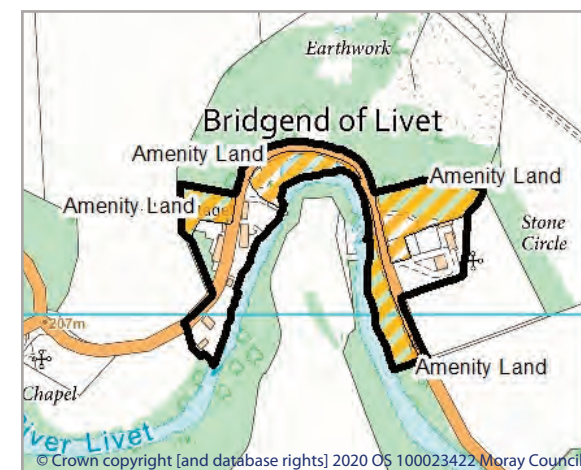 Earthwork
Bridgend of Livet
Amenity Land
Amenity Land
Amenity Land
Stone
Circle
207m
Amenity Land
Chapel
River Livet
© Crown copyright [and database rights] 2020 OS 100023422 Moray Council